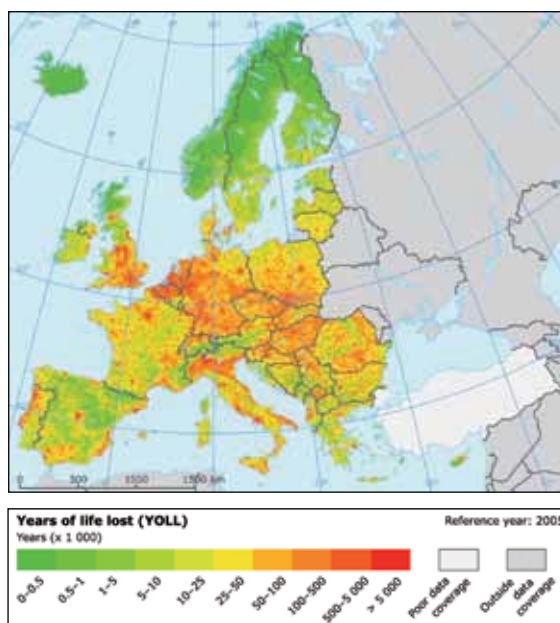 0 500 1000 1500 km
Years of life lost (YOLL)
Reference year: 2005
Years (x 1 000)
0–0.5
0.5–1
1–5
5–10
10–25
25–50
50–100
100–500
500–5 000
> 5 000
Poor data
coverage
Outside
data
coverage